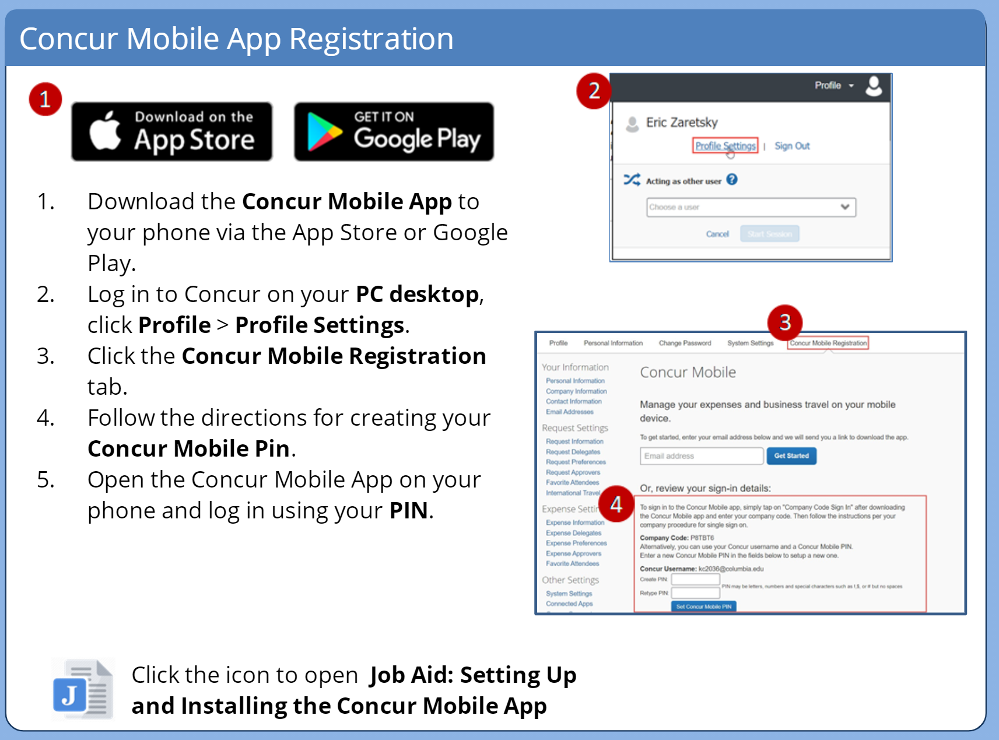 Concur Mobile App Registration
1
Download on the
App Store
GET IT ON
Google Play
1. Download the Concur Mobile App to
your phone via the App Store or Google
Play.
2. Log in to Concur on your PC desktop,
click Profile > Profile Settings.
3. Click the Concur Mobile Registration
tab.
4. Follow the directions for creating your
Concur Mobile Pin.
5. Open the Concur Mobile App on your
phone and log in using your PIN.
2
Profile
Eric Zaretsky
Profile Settings | Sign Out
Acting as other user ?
Choose a user
Cancel Start Session
3
Profile Personal Information Change Password System Settings Concur Mobile Registration
Your Information
Personal Information
Company Information
Contact Information
Email Addresses
Request Settings
Request Information
Request Delegates
Request Preferences
Request Approvers
Favorite Attendees
International Travel
Expense Settin
Expense Information
Expense Delegates
Expense Preferences
Expense Approvers
Favorite Attendees
Other Settings
System Settings
Connected Apps
Concur Mobile
Manage your expenses and business travel on your mobile
device.
To get started, enter your email address below and we will send you a link to download the app.
Email address Get Started
Or, review your sign-in details:
4
To sign in to the Concur Mobile app, simply tap on "Company Code Sign In" after downloading
the Concur Mobile app and enter your company code. Then follow the instructions per your
company procedure for single sign on.
Company Code: P8TBT6
Alternatively, you can use your Concur username and a Concur Mobile PIN.
Enter a new Concur Mobile PIN in the fields below to setup a new one.
Concur Username: kc2036@columbia.edu
Create PIN:
PIN may be letters, numbers and special characters such as !,$, or # but no spaces
Retype PIN:
Set Concur Mobile PIN
J
Click the icon to open Job Aid: Setting Up
and Installing the Concur Mobile App